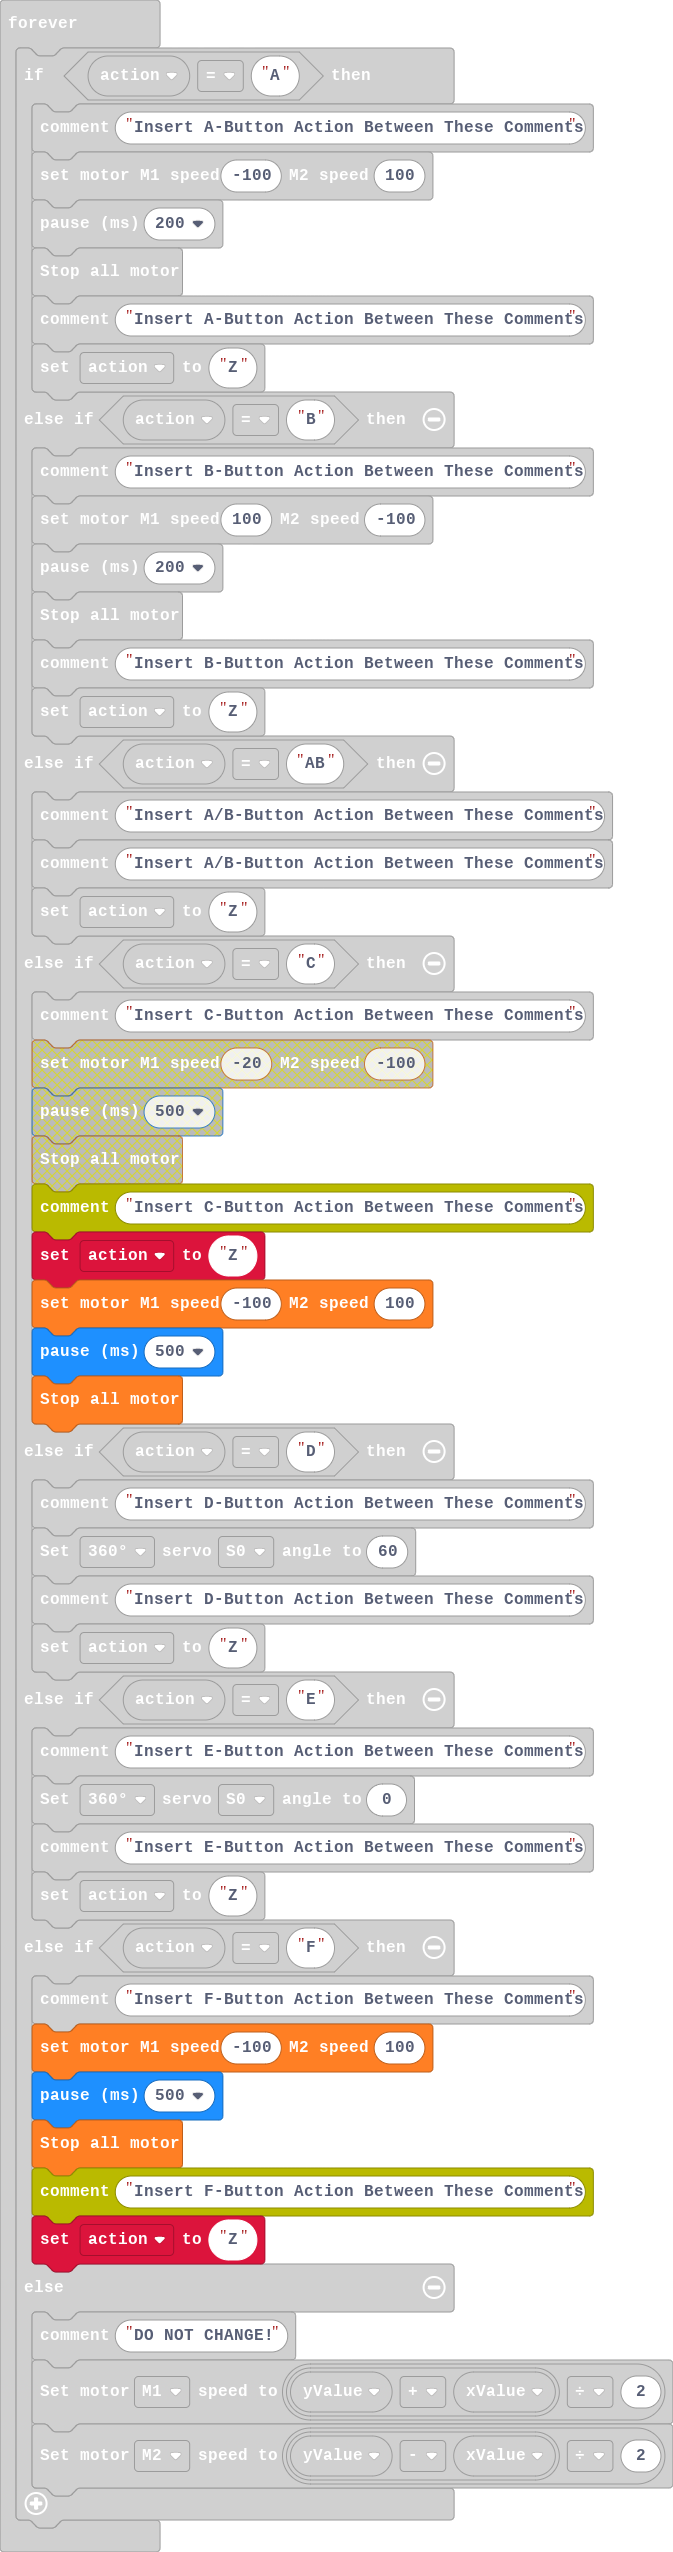 forever
if action = "A" then
comment "Insert A-Button Action Between These Comments"
set motor M1 speed -100 M2 speed 100
pause (ms) 200
Stop all motor
comment "Insert A-Button Action Between These Comments"
set action to "Z"
else if action = "B" then
comment "Insert B-Button Action Between These Comments"
set motor M1 speed 100 M2 speed -100
pause (ms) 200
Stop all motor
comment "Insert B-Button Action Between These Comments"
set action to "Z"
else if action = "AB" then
comment "Insert A/B-Button Action Between These Comments"
comment "Insert A/B-Button Action Between These Comments"
set action to "Z"
else if action = "C" then
comment "Insert C-Button Action Between These Comments"
set motor M1 speed -20 M2 speed -100
pause (ms) 500
Stop all motor
comment "Insert C-Button Action Between These Comments"
set action to "Z"
set motor M1 speed -100 M2 speed 100
pause (ms) 500
Stop all motor
else if action = "D" then
comment "Insert D-Button Action Between These Comments"
Set 360° servo S0 angle to 60
comment "Insert D-Button Action Between These Comments"
set action to "Z"
else if action = "E" then
comment "Insert E-Button Action Between These Comments"
Set 360° servo S0 angle to 0
comment "Insert E-Button Action Between These Comments"
set action to "Z"
else if action = "F" then
comment "Insert F-Button Action Between These Comments"
set motor M1 speed -100 M2 speed 100
pause (ms) 500
Stop all motor
comment "Insert F-Button Action Between These Comments"
set action to "Z"
else
comment "DO NOT CHANGE!"
Set motor M1 speed to yValue + xValue ÷ 2
Set motor M2 speed to yValue - xValue ÷ 2